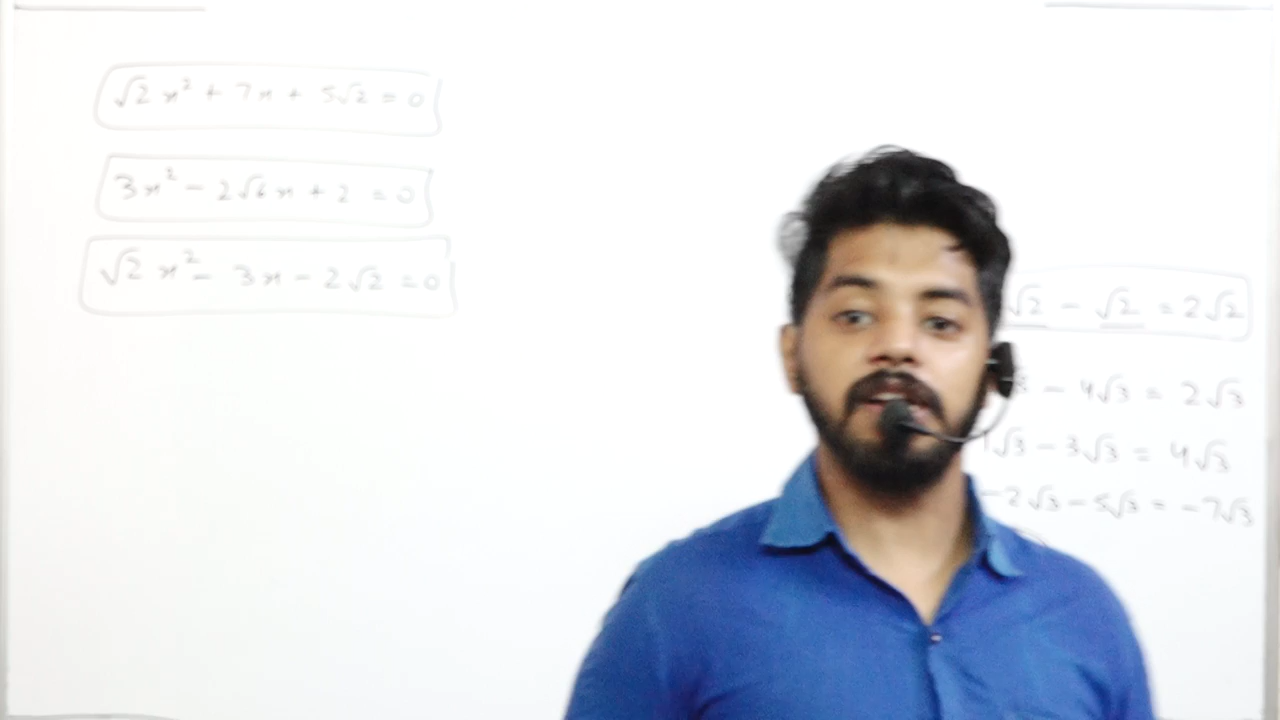 √2 x² + 7x + 5√2 = 0
3x² - 2√6 x + 2 = 0
√2 x² - 3x - 2√2 = 0
√2 - √2 = 2√2
- 4√3 = 2√3
√3 - 3√3 = 4√3
-2√3 - 5√3 = -7√3